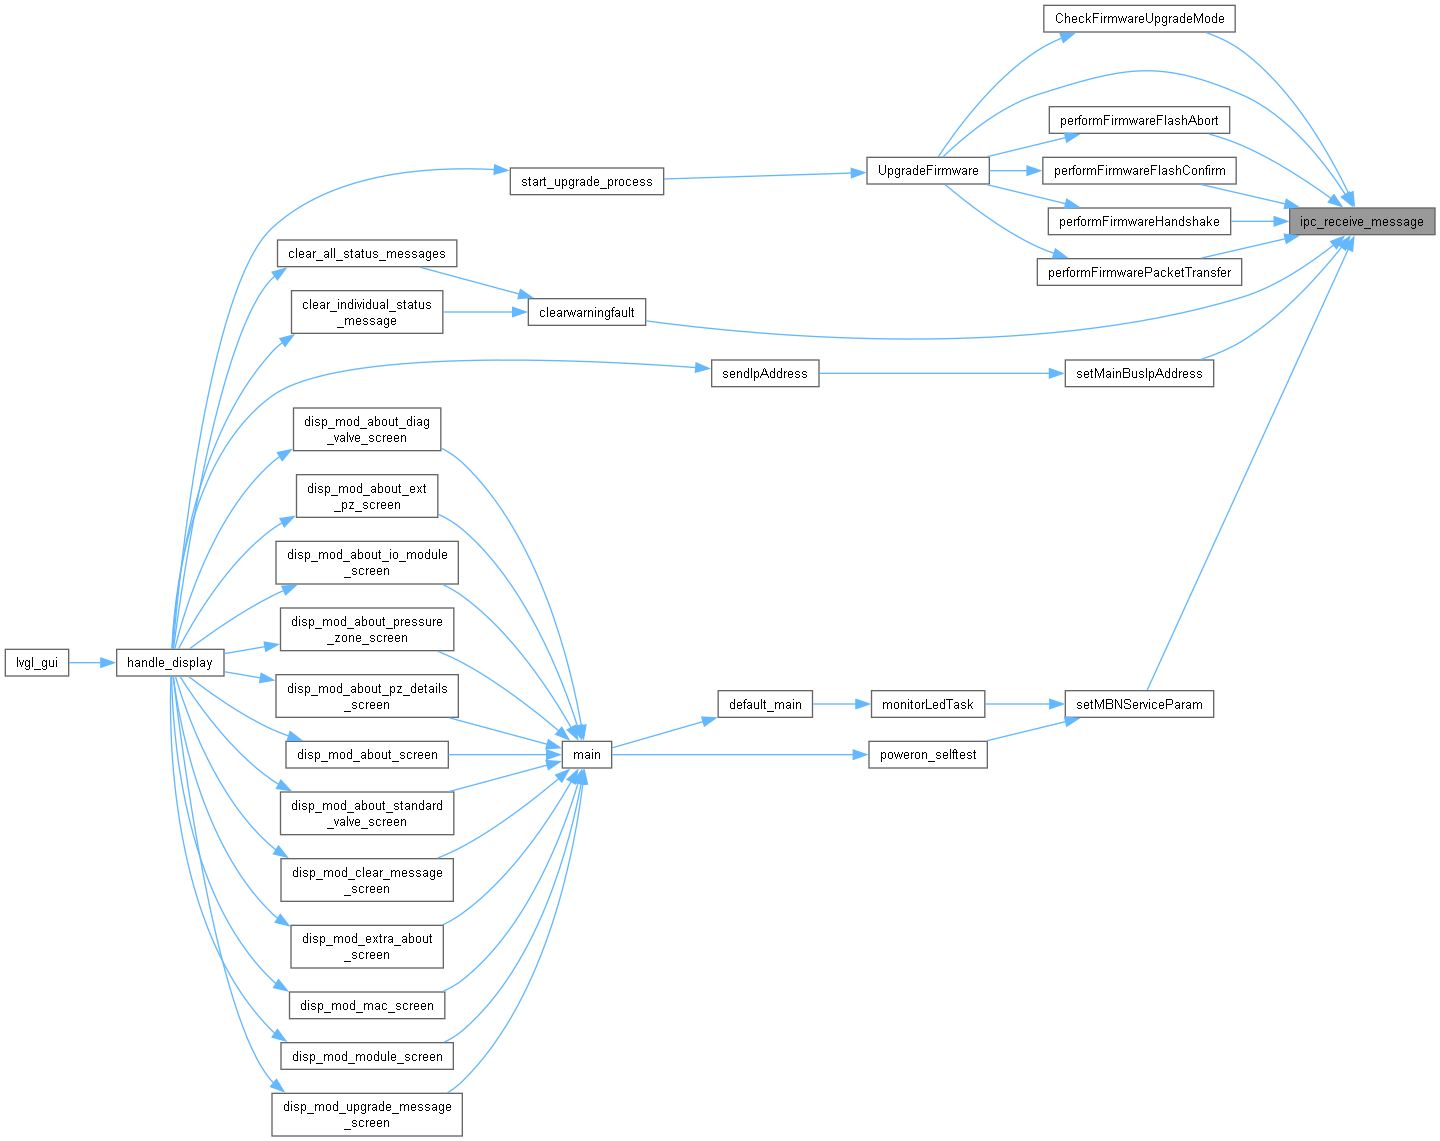 CheckFirmwareUpgradeMode
performFirmwareFlashAbort
UpgradeFirmware
performFirmwareFlashConfirm
start_upgrade_process
performFirmwareHandshake
ipc_receive_message
clear_all_status_messages
performFirmwarePacketTransfer
clear_individual_status
_message
clearwarningfault
sendIpAddress
setMainBusIpAddress
disp_mod_about_diag
_valve_screen
disp_mod_about_ext
_pz_screen
disp_mod_about_io_module
_screen
disp_mod_about_pressure
_zone_screen
lvgl_gui
handle_display
disp_mod_about_pz_details
_screen
default_main
monitorLedTask
setMBNServiceParam
disp_mod_about_screen
main
poweron_selftest
disp_mod_about_standard
_valve_screen
disp_mod_clear_message
_screen
disp_mod_extra_about
_screen
disp_mod_mac_screen
disp_mod_module_screen
disp_mod_upgrade_message
_screen